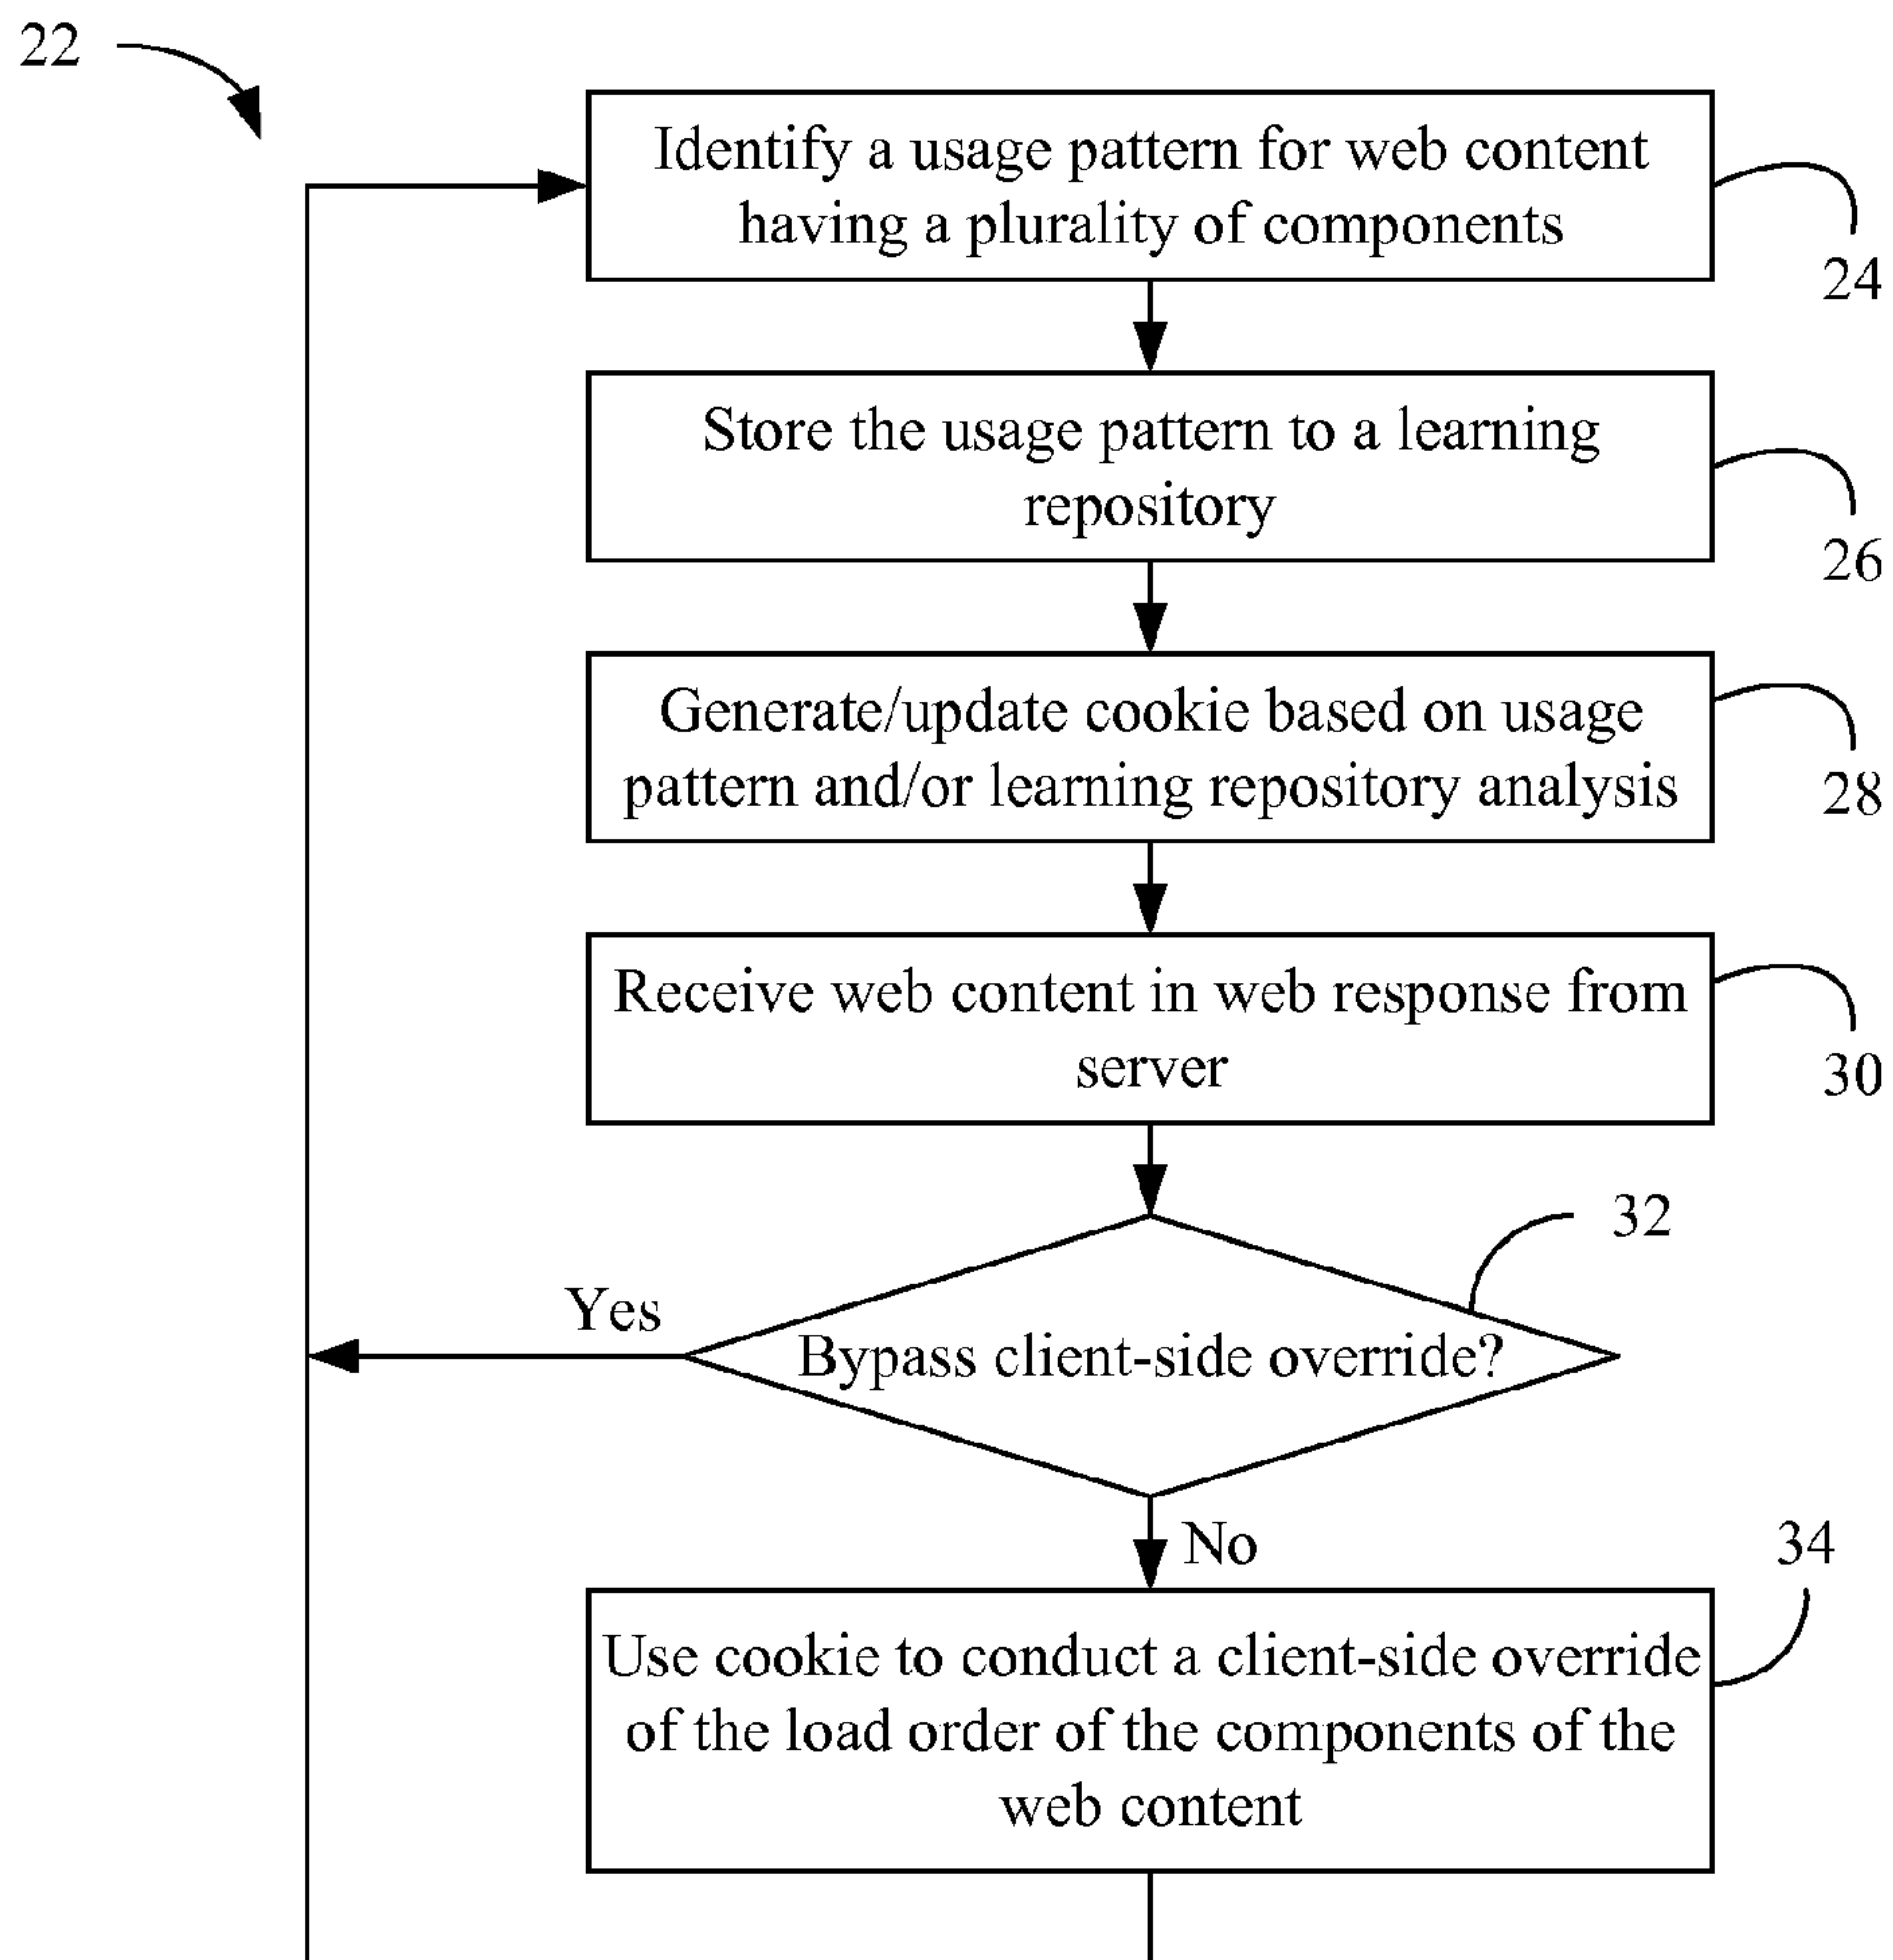 22
Identify a usage pattern for web content
having a plurality of components
24
Store the usage pattern to a learning
repository
26
Generate/update cookie based on usage
pattern and/or learning repository analysis
28
Receive web content in web response from
server
30
32
Yes
Bypass client-side override?
No
34
Use cookie to conduct a client-side override
of the load order of the components of the
web content